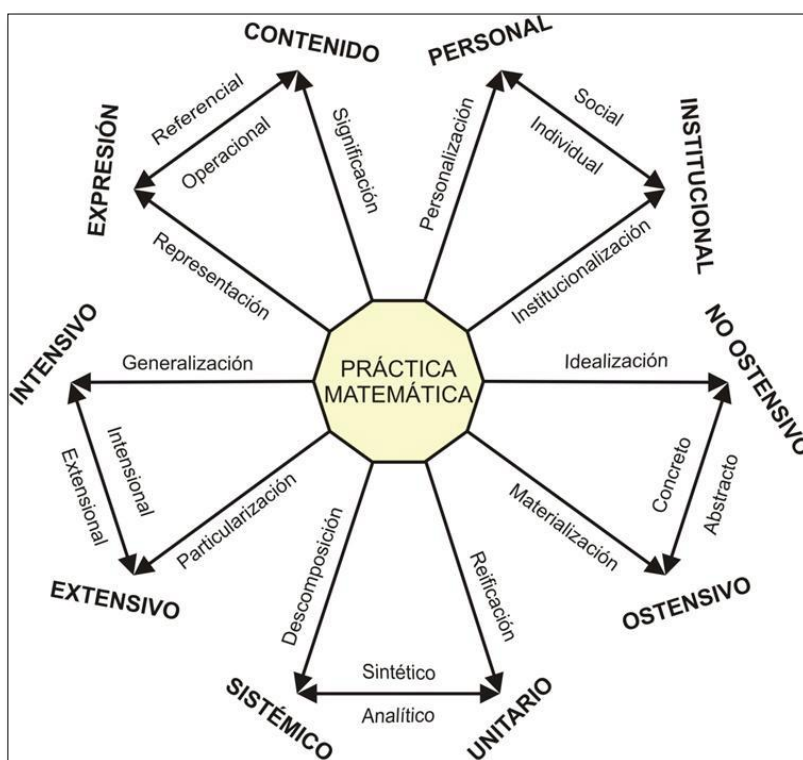 CONTENIDO
PERSONAL
Referencial
Operacional
Significación
Personalización
Social
Individual
EXPRESIÓN
INSTITUCIONAL
Representación
Institucionalización
INTENSIVO
NO OSTENSIVO
Generalización
PRÁCTICA
MATEMÁTICA
Idealización
Intensional
Extensional
Particularización
Materialización
Concreto
Abstracto
EXTENSIVO
OSTENSIVO
Descomposición
Reificación
Sintético
Analítico
SISTÉMICO
UNITARIO